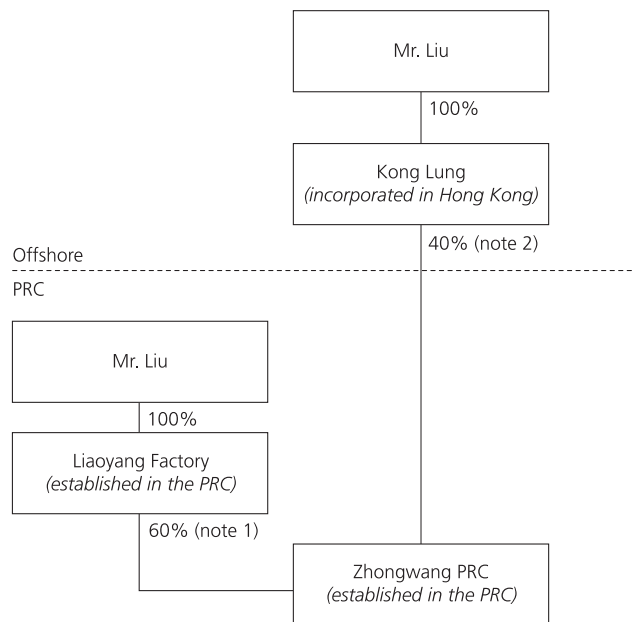 Mr. Liu
100%
Kong Lung
(incorporated in Hong Kong)
40% (note 2)
Offshore
PRC
Mr. Liu
100%
Liaoyang Factory
(established in the PRC)
60% (note 1)
Zhongwang PRC
(established in the PRC)